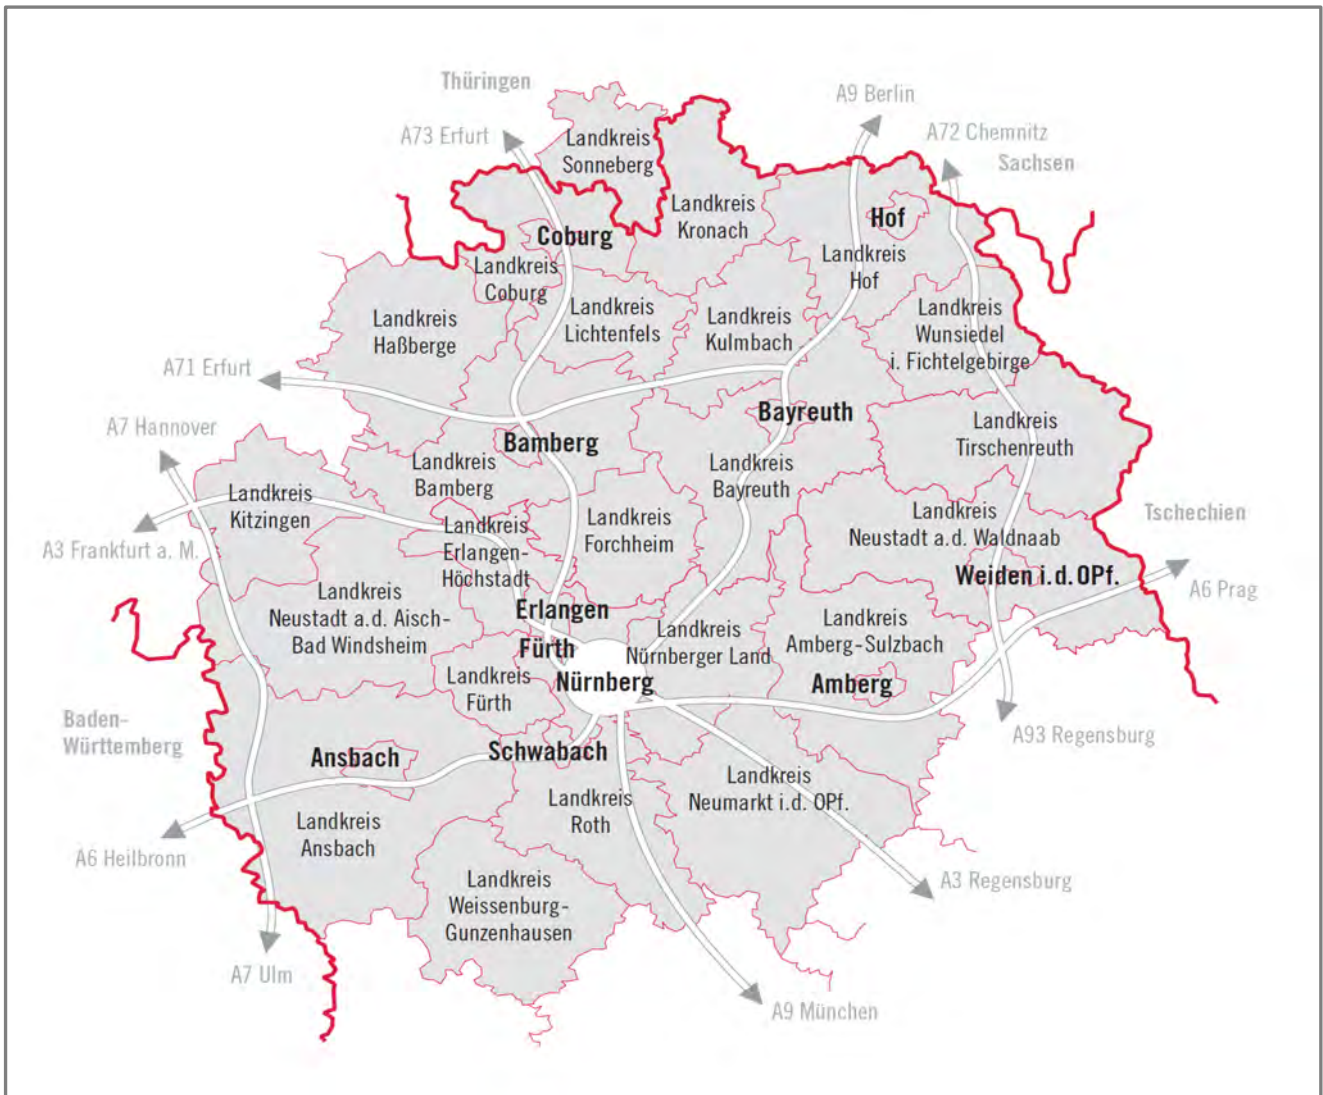 Thüringen
A9 Berlin
A73 Erfurt
A72 Chemnitz
Sachsen
Landkreis
Sonneberg
Landkreis
Kronach
Hof
Coburg
Landkreis
Hof
Landkreis
Coburg
Landkreis
Lichtenfels
Landkreis
Kulmbach
Landkreis
Wunsiedel
i. Fichtelgebirge
Landkreis
Haßberge
A71 Erfurt
A7 Hannover
Bayreuth
Landkreis
Tirschenreuth
Bamberg
Landkreis
Bamberg
Landkreis
Bayreuth
Landkreis
Kitzingen
A3 Frankfurt a. M.
Landkreis
Erlangen-
Höchstadt
Landkreis
Forchheim
Landkreis
Neustadt a.d. Waldnaab
Tschechien
Weiden i.d. OPf.
A6 Prag
Landkreis
Neustadt a.d. Aisch-
Bad Windsheim
Erlangen
Fürth
Nürnberg
Landkreis
Nürnberger Land
Landkreis
Amberg-Sulzbach
Amberg
Landkreis
Fürth
Baden-
Württemberg
A93 Regensburg
Ansbach
Schwabach
Landkreis
Neumarkt i.d. OPf.
Landkreis
Roth
Landkreis
Ansbach
A6 Heilbronn
A3 Regensburg
Landkreis
Weissenburg-
Gunzenhausen
A7 Ulm
A9 München